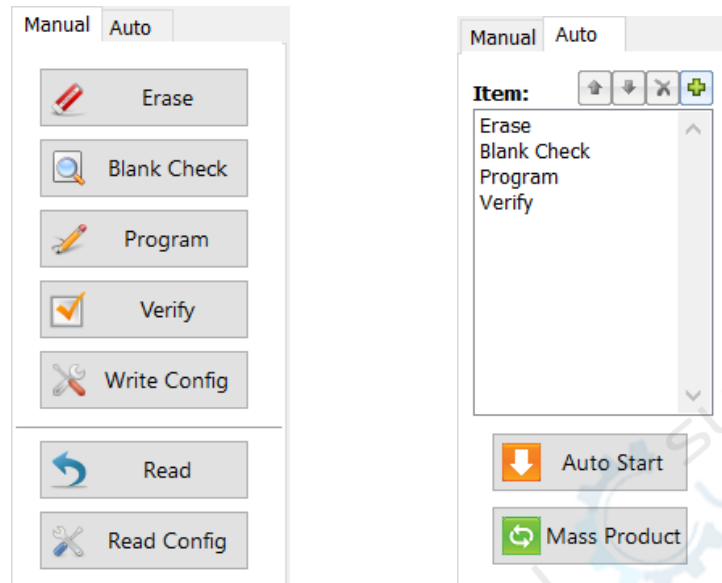 Manual Auto
Erase
Blank Check
Program
Verify
Write Config
Read
Read Config
Manual Auto
Item:
Erase
Blank Check
Program
Verify
Auto Start
Mass Product